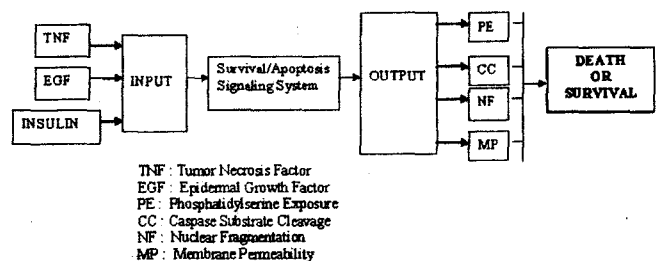 TNF
EGF
INSULIN
INPUT
Survival/Apoptosis
Signaling System
OUTPUT
PE
CC
NF
MP
DEATH
OR
SURVIVAL
TNF : Tumor Necrosis Factor
EGF : Epidermal Growth Factor
PE : Phosphatidylserine Exposure
CC : Caspase Substrate Cleavage
NF : Nuclear Fragmentation
MP : Membrane Permeability